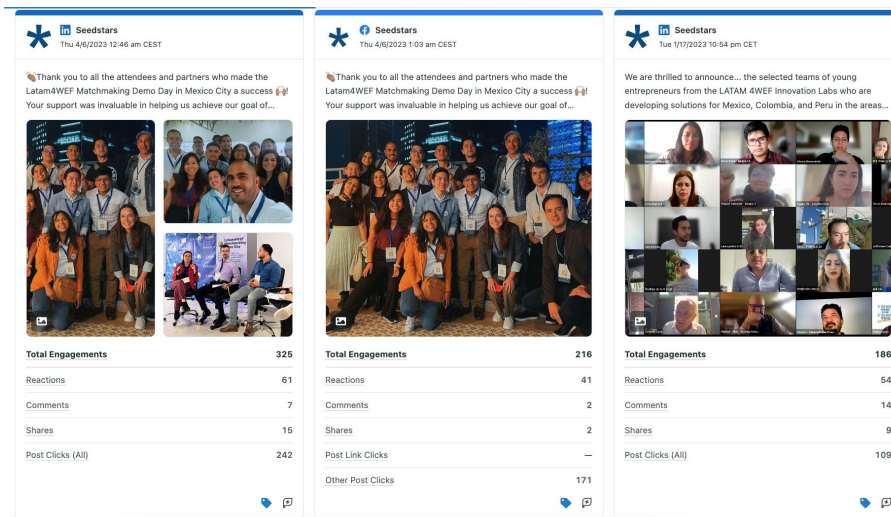 Seedstars
Thu 4/6/2023 12:46 am CEST
👏🏽Thank you to all the attendees and partners who made the
Latam4WEF Matchmaking Demo Day in Mexico City a success 🙌🏽!
Your support was invaluable in helping us achieve our goal of...
Total Engagements 325
Reactions 61
Comments 7
Shares 15
Post Clicks (All) 242
Seedstars
Thu 4/6/2023 1:03 am CEST
👏🏽Thank you to all the attendees and partners who made the
Latam4WEF Matchmaking Demo Day in Mexico City a success 🙌🏽!
Your support was invaluable in helping us achieve our goal of...
Total Engagements 216
Reactions 41
Comments 2
Shares 2
Post Link Clicks —
Other Post Clicks 171
Seedstars
Tue 1/17/2023 10:54 pm CET
We are thrilled to announce... the selected teams of young
entrepreneurs from the LATAM 4WEF Innovation Labs who are
developing solutions for Mexico, Colombia, and Peru in the areas...
Total Engagements 186
Reactions 54
Comments 14
Shares 9
Post Clicks (All) 109